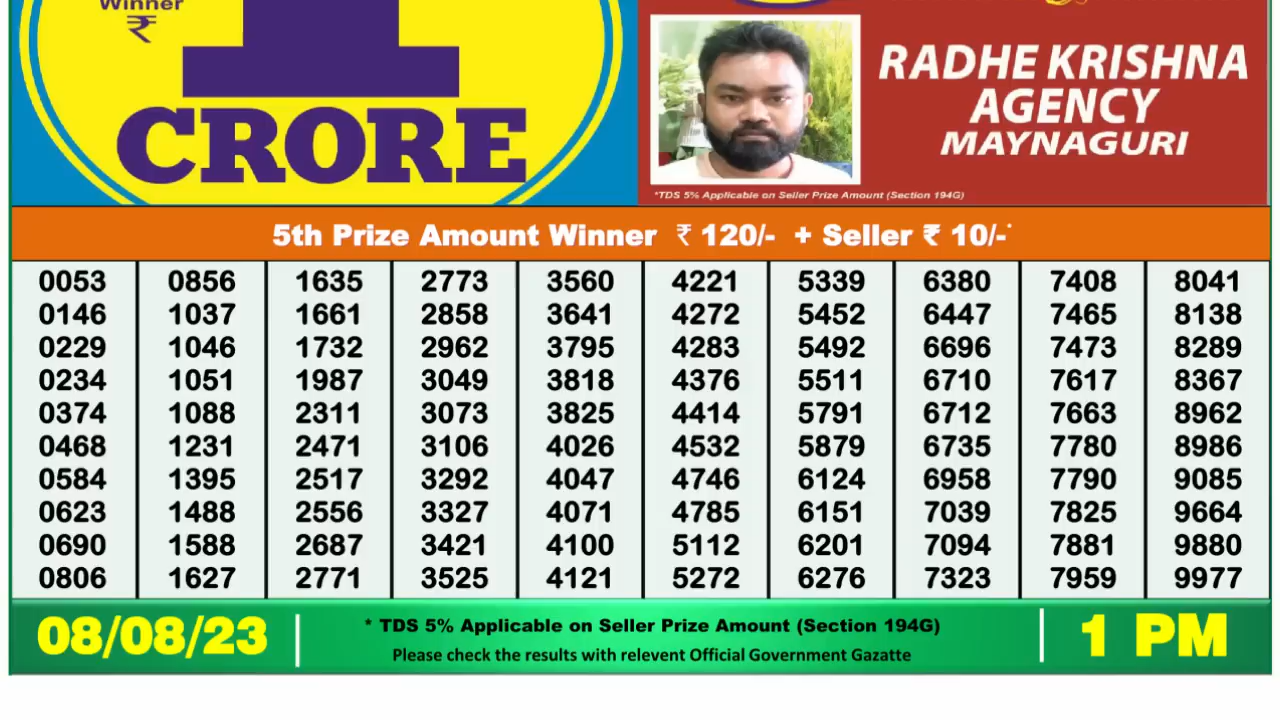 Winner
₹
1
CRORE
RADHE KRISHNA
AGENCY
MAYNAGURI
*TDS 5% Applicable on Seller Prize Amount (Section 194G)
5th Prize Amount Winner ₹ 120/- + Seller ₹ 10/-*
0053 0856 1635 2773 3560 4221 5339 6380 7408 8041
0146 1037 1661 2858 3641 4272 5452 6447 7465 8138
0229 1046 1732 2962 3795 4283 5492 6696 7473 8289
0234 1051 1987 3049 3818 4376 5511 6710 7617 8367
0374 1088 2311 3073 3825 4414 5791 6712 7663 8962
0468 1231 2471 3106 4026 4532 5879 6735 7780 8986
0584 1395 2517 3292 4047 4746 6124 6958 7790 9085
0623 1488 2556 3327 4071 4785 6151 7039 7825 9664
0690 1588 2687 3421 4100 5112 6201 7094 7881 9880
0806 1627 2771 3525 4121 5272 6276 7323 7959 9977
08/08/23
* TDS 5% Applicable on Seller Prize Amount (Section 194G)
Please check the results with relevent Official Government Gazatte
1 PM